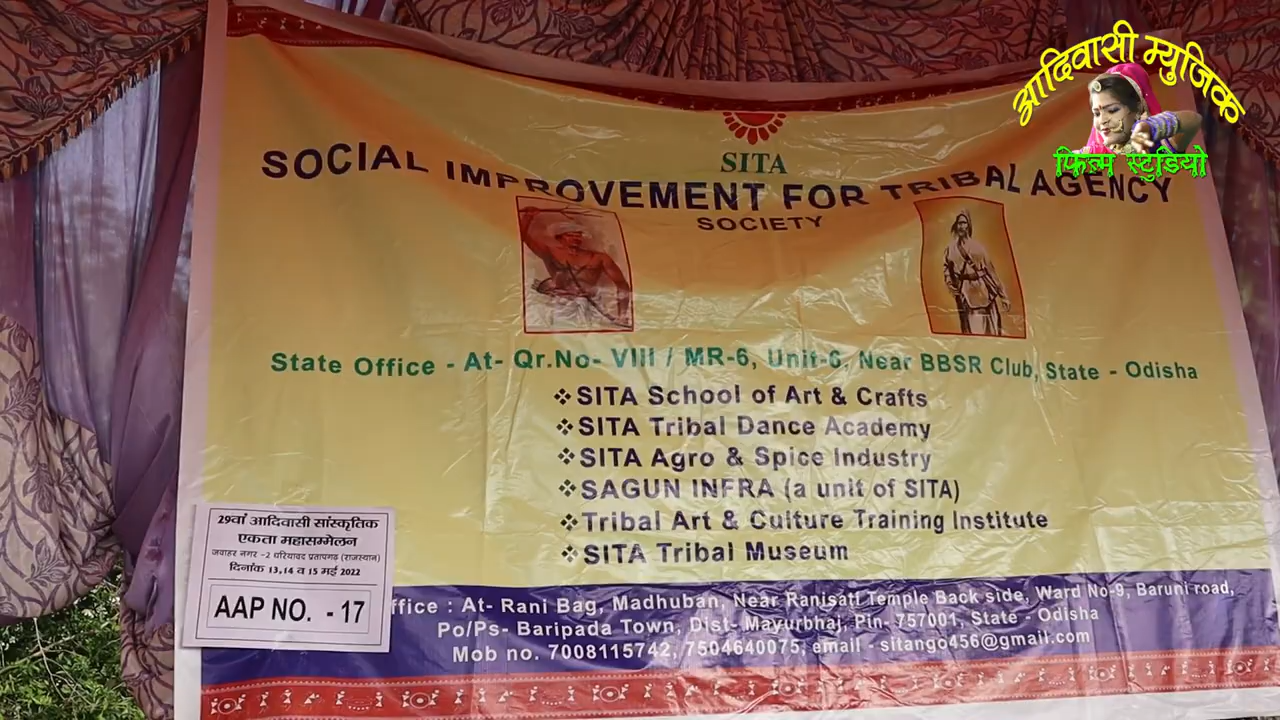 आदिवासी म्युजिक
फिल्म स्टुडियो
SITA
SOCIAL IMPROVEMENT FOR TRIBAL AGENCY
SOCIETY
State Office - At- Qr.No- VIII / MR-6, Unit-6, Near BBSR Club, State - Odisha
❖SITA School of Art & Crafts
❖SITA Tribal Dance Academy
❖SITA Agro & Spice Industry
❖SAGUN INFRA (a unit of SITA)
❖Tribal Art & Culture Training Institute
❖SITA Tribal Museum
29वां आदिवासी सांस्कृतिक
एकता महासम्मेलन
जवाहर नगर -2 धरियावद प्रतापगढ़ (राजस्थान)
दिनांक 13,14 व 15 मई 2022
AAP NO. - 17
ffice : At- Rani Bag, Madhuban, Near Ranisati Temple Back side, Ward No-9, Baruni road,
Po/Ps- Baripada Town, Dist- Mayurbhaj, Pin- 757001, State - Odisha
Mob no. 7008115742, 7504640075, email - sitango456@gmail.com